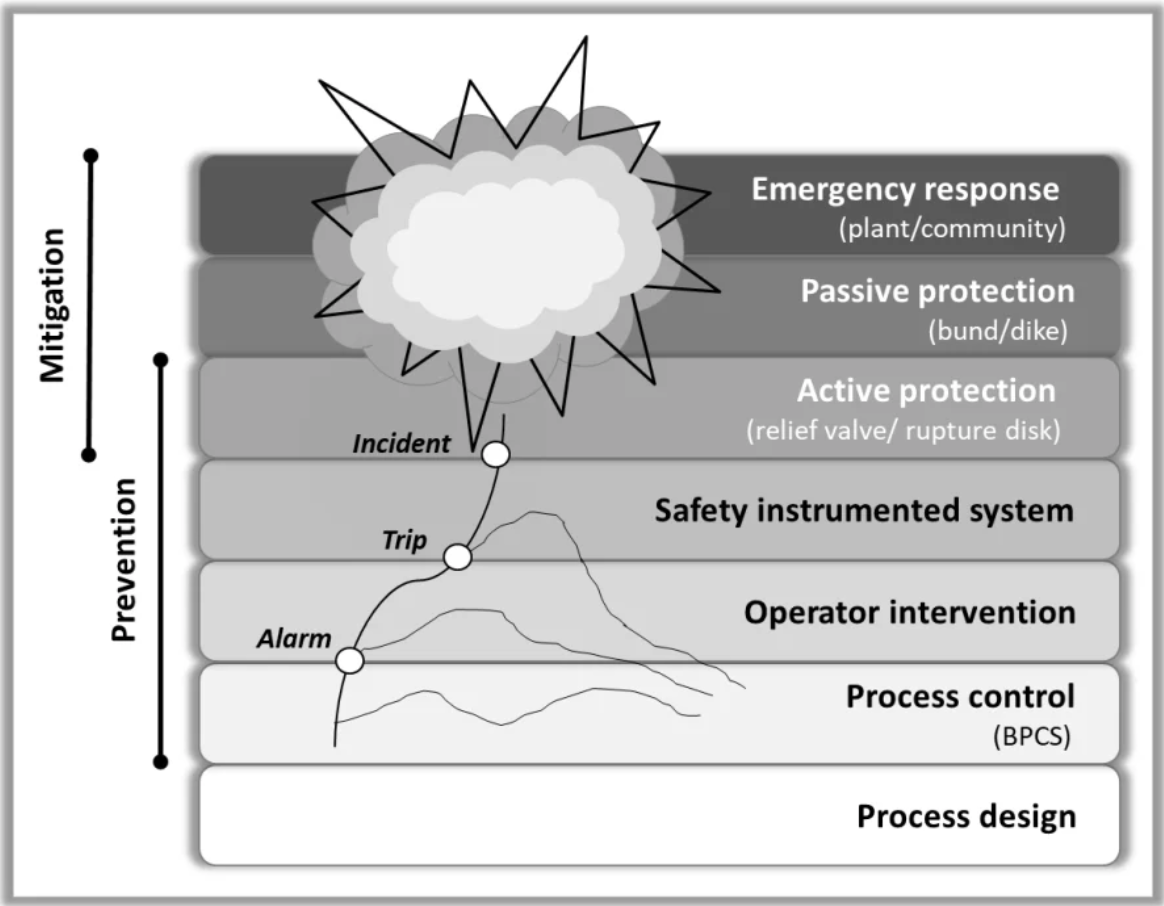 Emergency response
(plant/community)
Mitigation
Passive protection
(bund/dike)
Active protection
(relief valve/ rupture disk)
Incident
Prevention
Safety instrumented system
Trip
Operator intervention
Alarm
Process control
(BPCS)
Process design